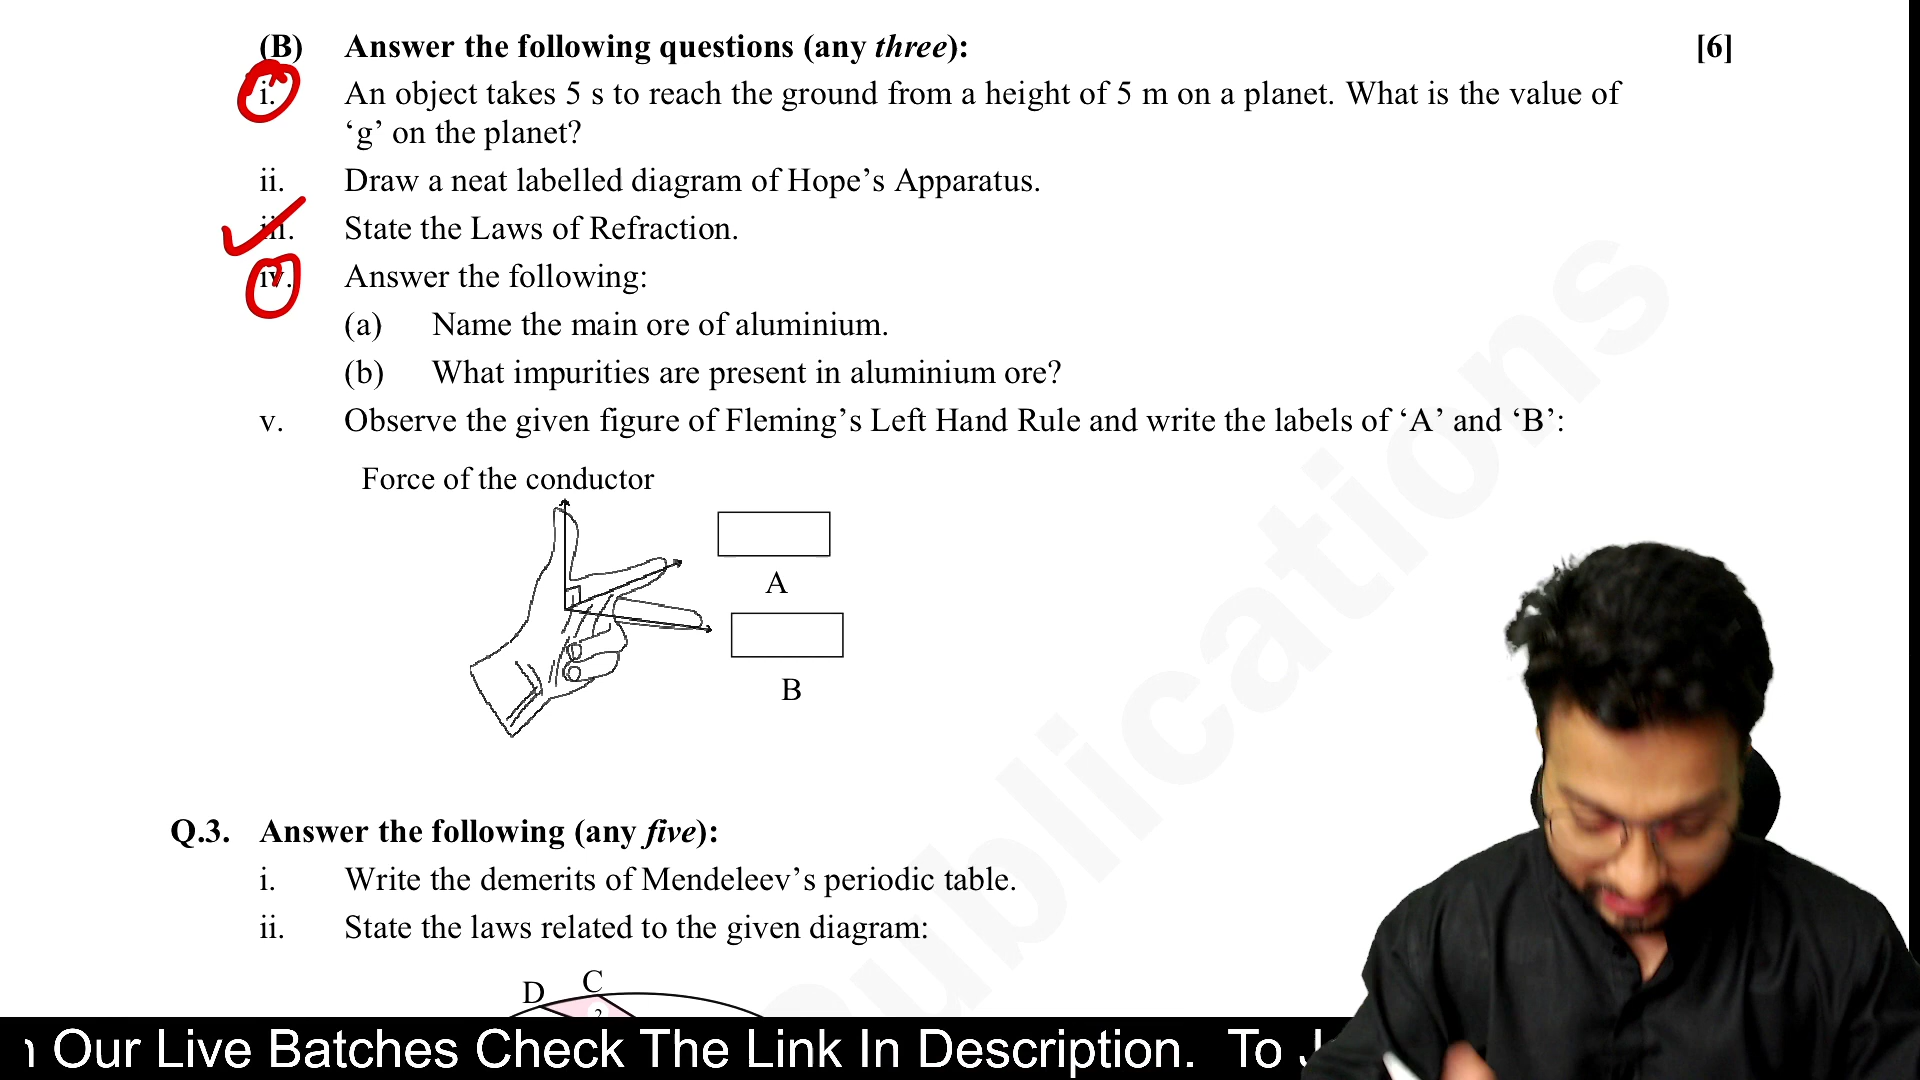 (B) Answer the following questions (any three): [6]
i. An object takes 5 s to reach the ground from a height of 5 m on a planet. What is the value of
‘g’ on the planet?
ii. Draw a neat labelled diagram of Hope’s Apparatus.
iii. State the Laws of Refraction.
iv. Answer the following:
(a) Name the main ore of aluminium.
(b) What impurities are present in aluminium ore?
v. Observe the given figure of Fleming’s Left Hand Rule and write the labels of ‘A’ and ‘B’:
Force of the conductor
A
B
Q.3. Answer the following (any five):
i. Write the demerits of Mendeleev’s periodic table.
ii. State the laws related to the given diagram:
D C
Publications
Our Live Batches Check The Link In Description. To